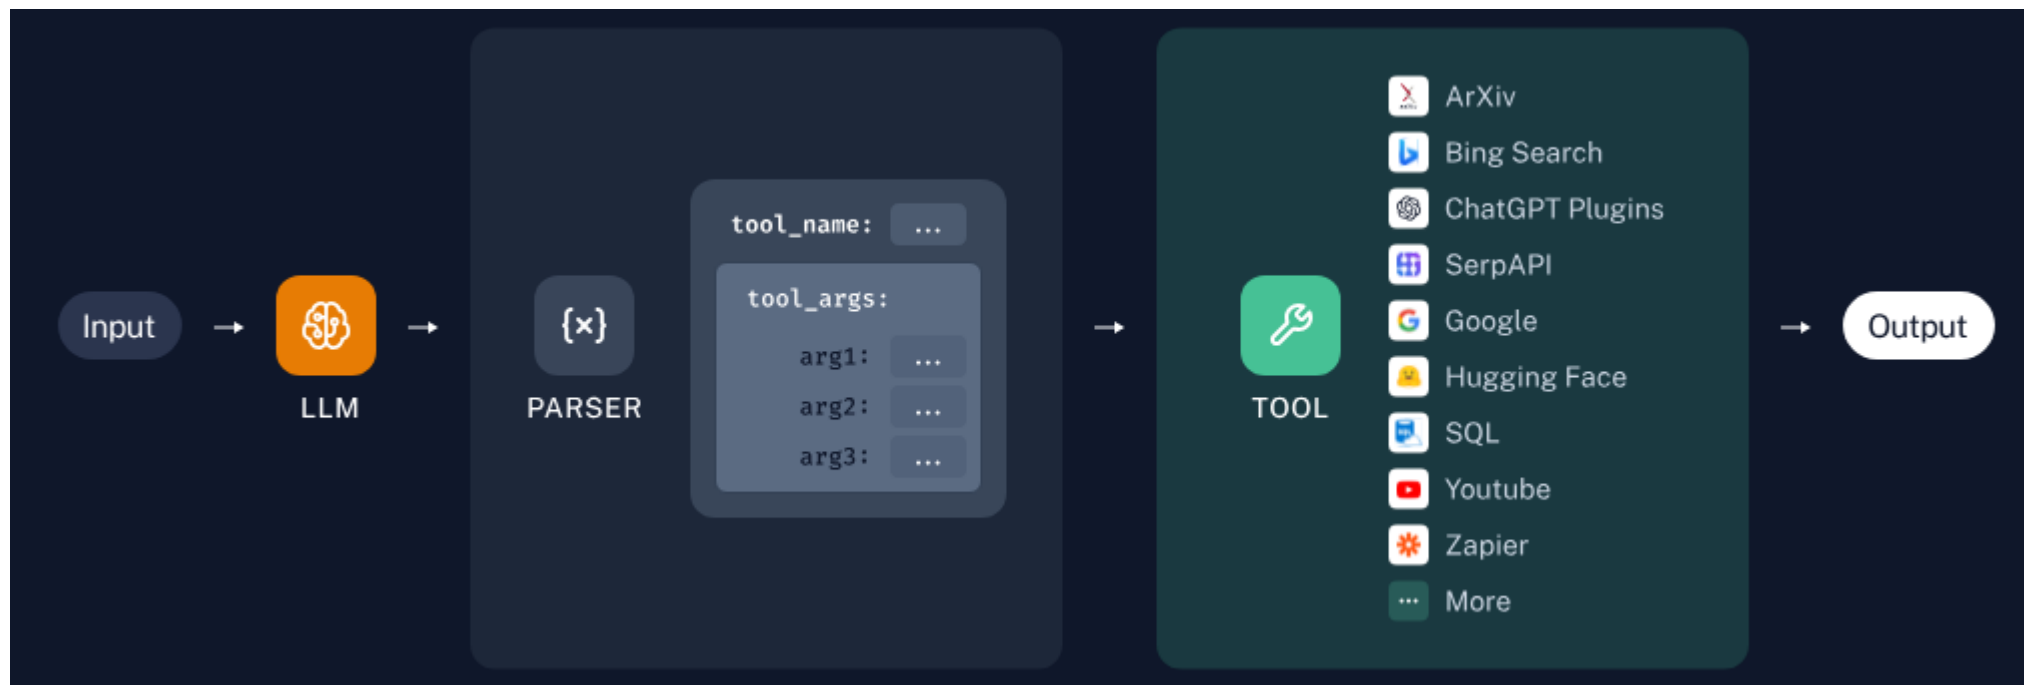 Input
LLM
{x}
PARSER
tool_name: ...
tool_args:
arg1: ...
arg2: ...
arg3: ...
TOOL
ArXiv
Bing Search
ChatGPT Plugins
SerpAPI
Google
Hugging Face
SQL
Youtube
Zapier
More
Output